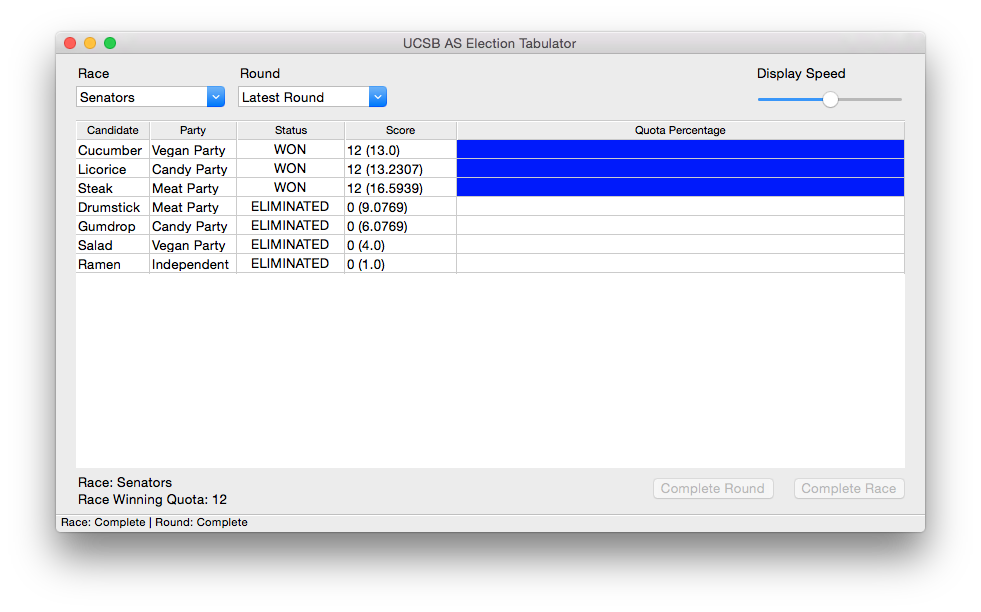 UCSB AS Election Tabulator
Race Round Display Speed
Senators Latest Round
Candidate Party Status Score Quota Percentage
Cucumber Vegan Party WON 12 (13.0)
Licorice Candy Party WON 12 (13.2307)
Steak Meat Party WON 12 (16.5939)
Drumstick Meat Party ELIMINATED 0 (9.0769)
Gumdrop Candy Party ELIMINATED 0 (6.0769)
Salad Vegan Party ELIMINATED 0 (4.0)
Ramen Independent ELIMINATED 0 (1.0)
Race: Senators
Race Winning Quota: 12
Complete Round Complete Race
Race: Complete | Round: Complete